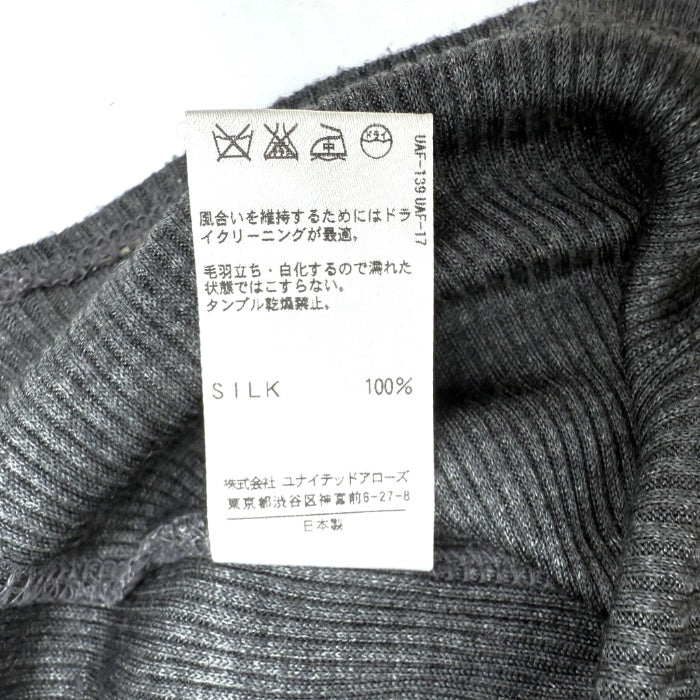 中
ドライ
UAF-139 UAF-17
風合いを維持するためにはドラ
イクリーニングが最適。
毛羽立ち・白化するので濡れた
状態ではこすらない。
タンブル乾燥禁止。
SILK 100%
株式会社 ユナイテッドアローズ
東京都渋谷区神宮前6-27-8
日本製